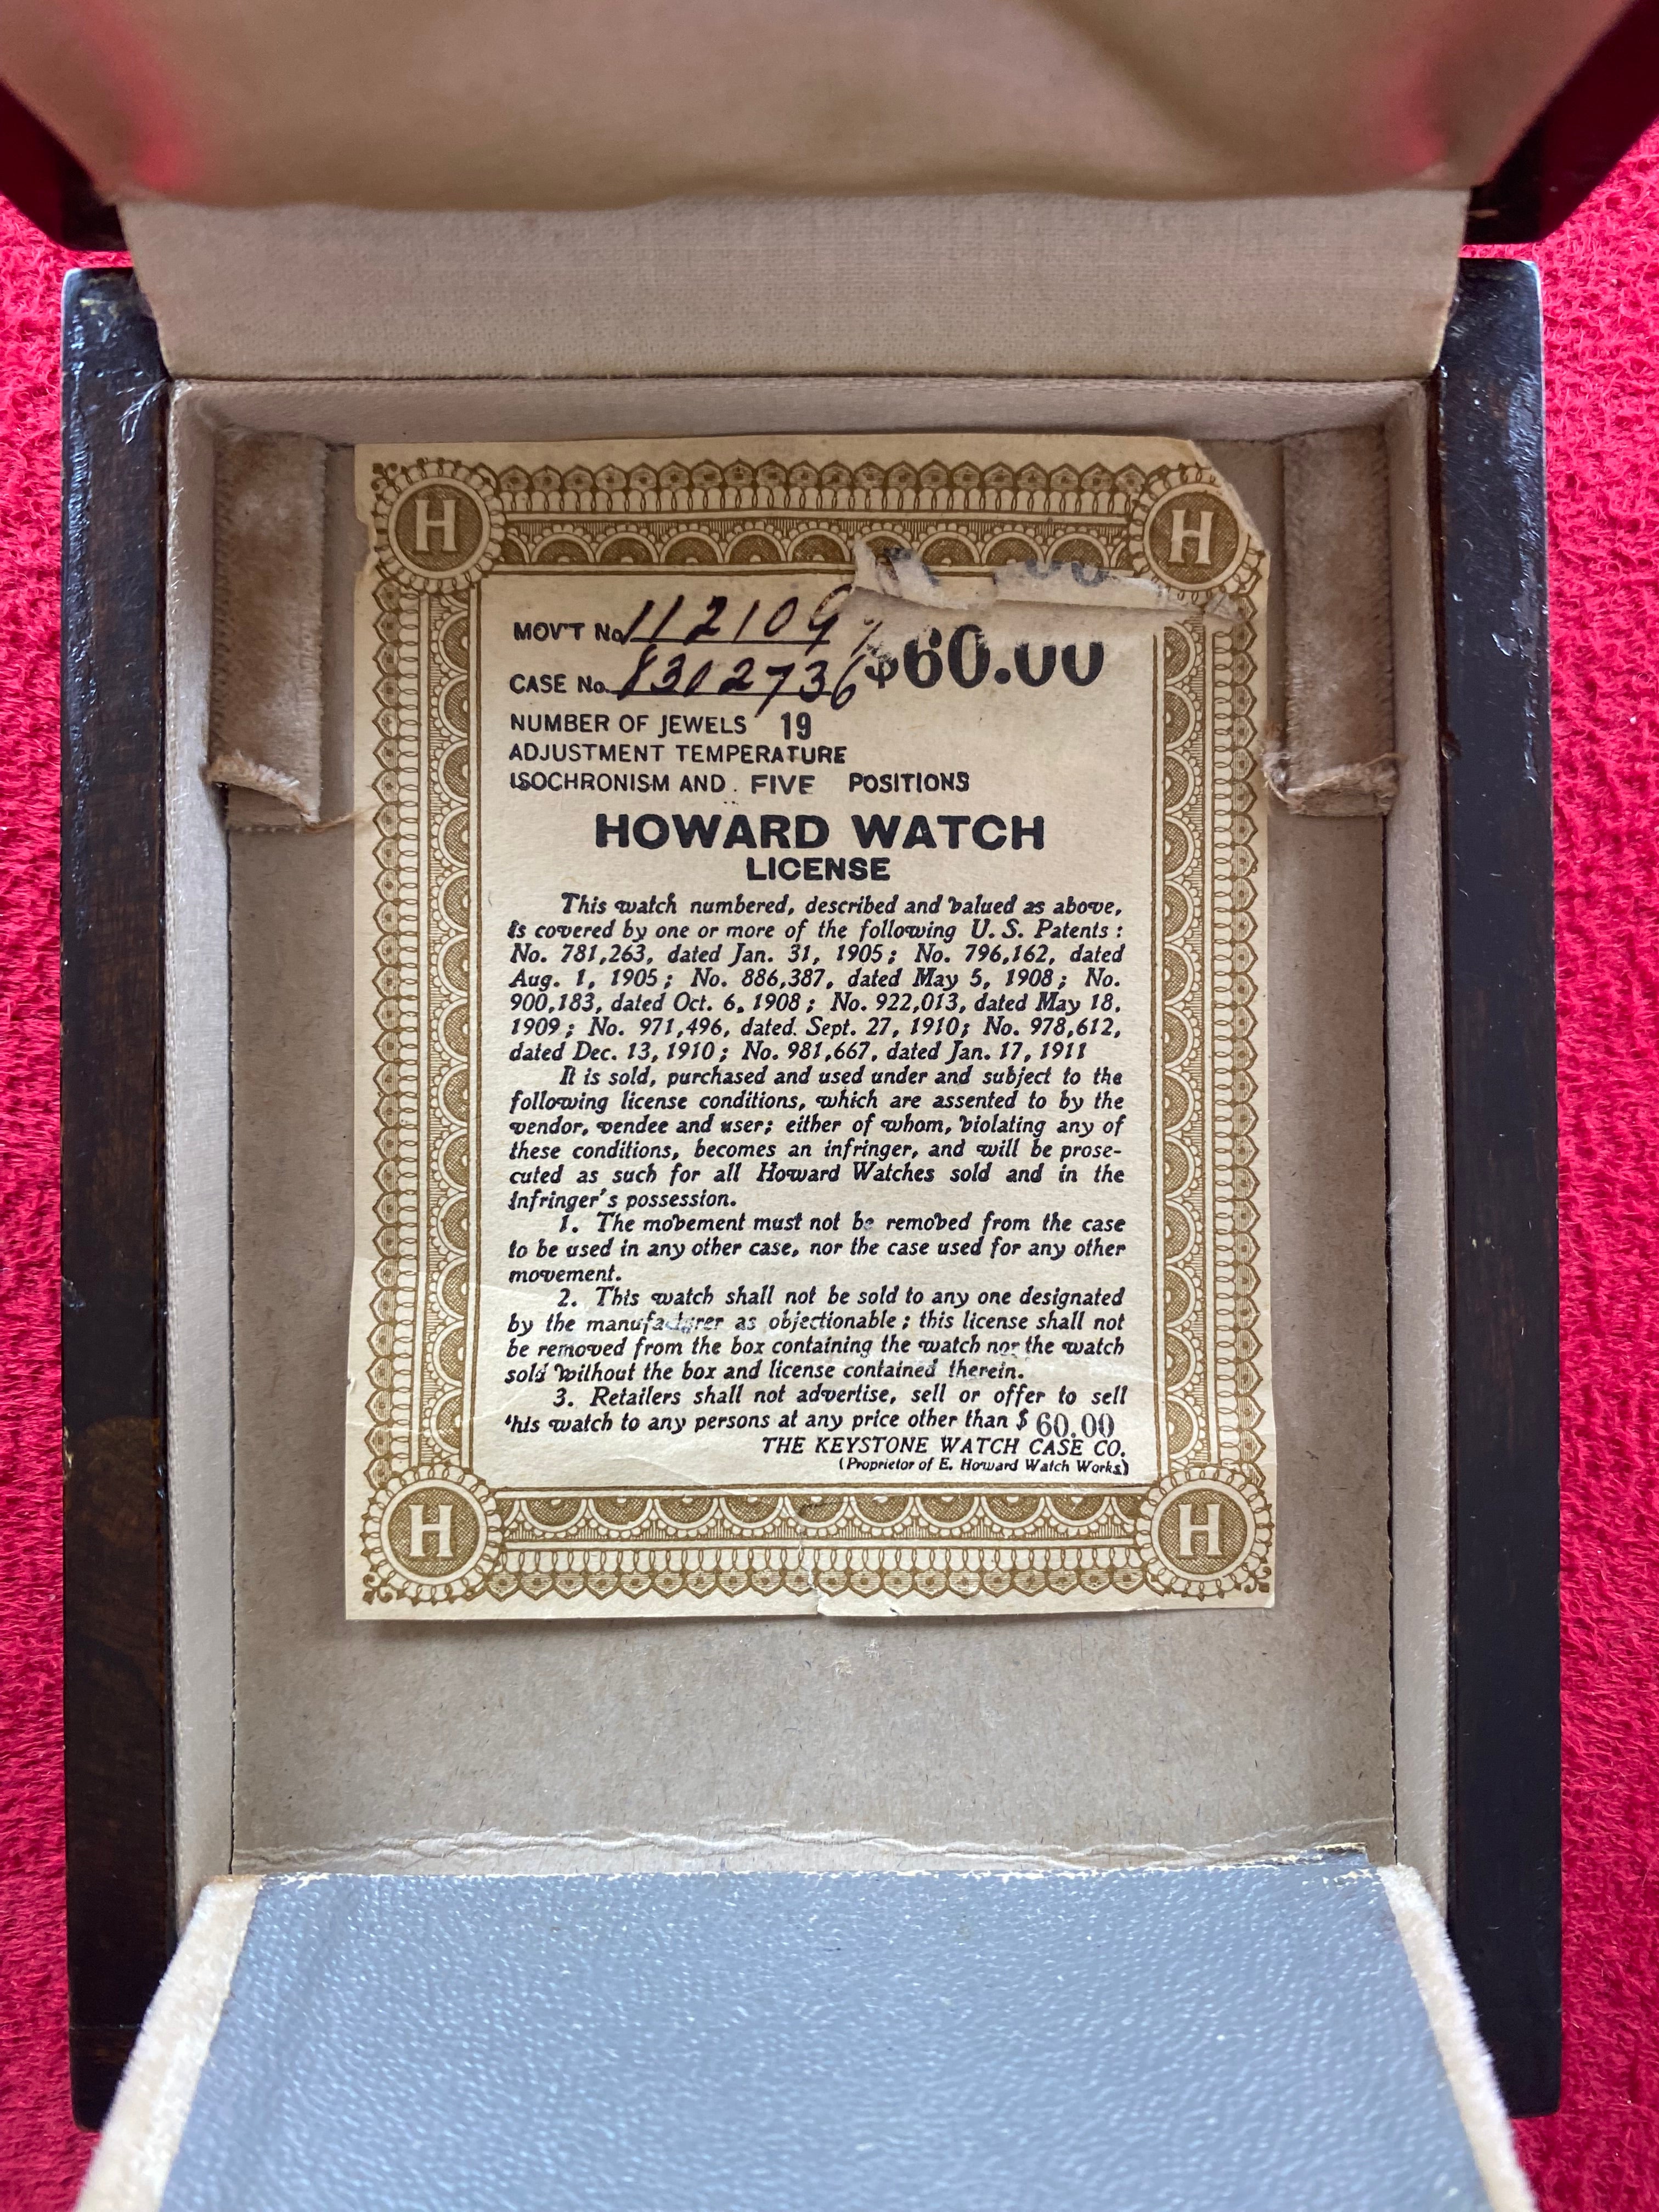 H H
MOV'T No. 112109
$60.00
CASE No. 8302736
NUMBER OF JEWELS 19
ADJUSTMENT TEMPERATURE
ISOCHRONISM AND FIVE POSITIONS
HOWARD WATCH
LICENSE
This watch numbered, described and valued as above,
is covered by one or more of the following U. S. Patents :
No. 781,263, dated Jan. 31, 1905 ; No. 796,162, dated
Aug. 1, 1905 ; No. 886,387, dated May 5, 1908 ; No.
900,183, dated Oct. 6, 1908 ; No. 922,013, dated May 18,
1909 ; No. 971,496, dated Sept. 27, 1910; No. 978,612,
dated Dec. 13, 1910 ; No. 981,667, dated Jan. 17, 1911
It is sold, purchased and used under and subject to the
following license conditions, which are assented to by the
vendor, vendee and user; either of whom, violating any of
these conditions, becomes an infringer, and will be prose-
cuted as such for all Howard Watches sold and in the
infringer's possession.
1. The movement must not be removed from the case
to be used in any other case, nor the case used for any other
movement.
2. This watch shall not be sold to any one designated
by the manufacturer as objectionable ; this license shall not
be removed from the box containing the watch nor the watch
sold without the box and license contained therein.
3. Retailers shall not advertise, sell or offer to sell
this watch to any persons at any price other than $ 60.00
THE KEYSTONE WATCH CASE CO.
(Proprietor of E. Howard Watch Works)
H H